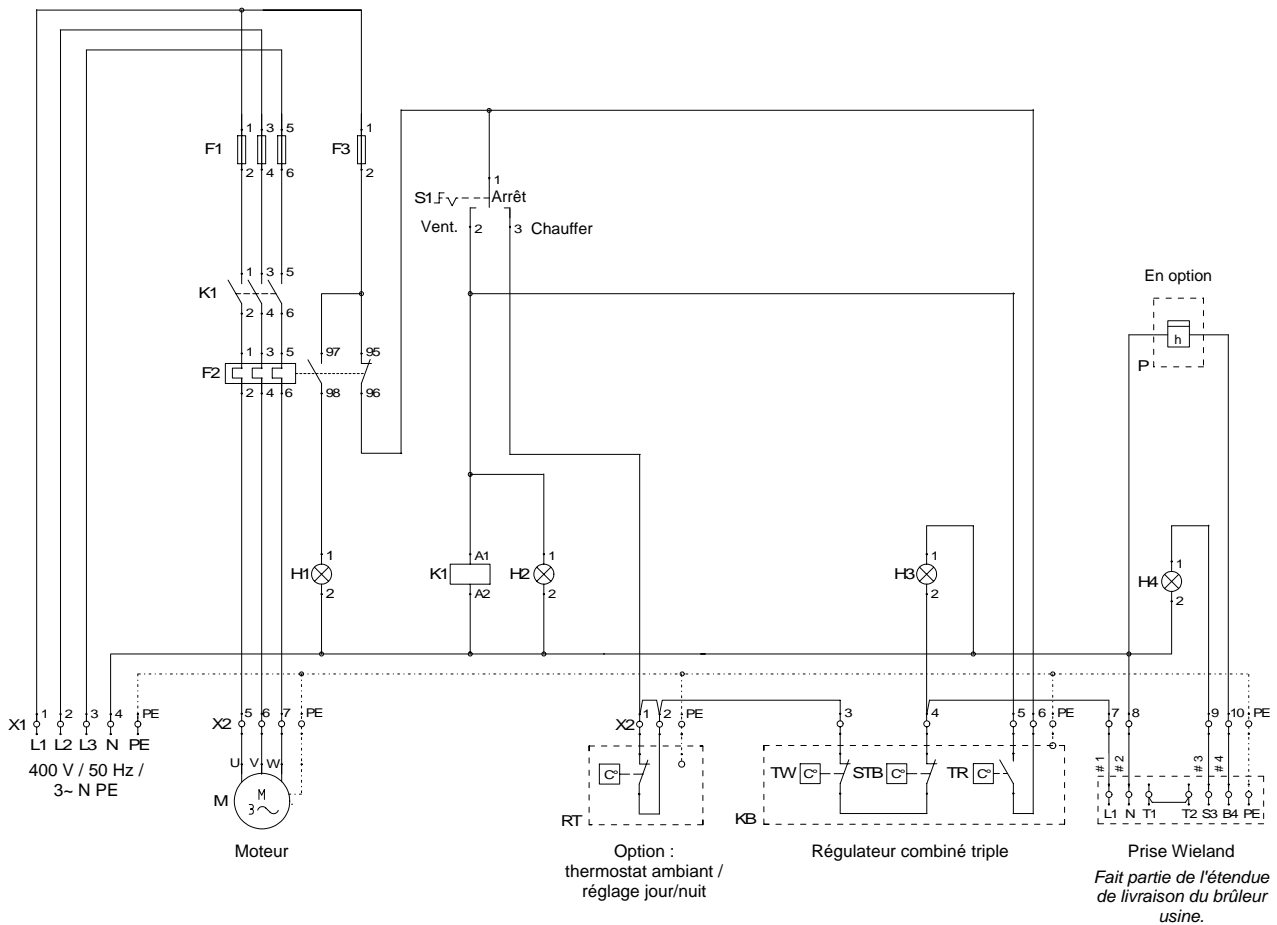 1 3 5
1
F1
F3
2 4 6
2
1
S1
Arrêt
Vent.
2
3
Chauffer
1 3 5
K1
2 4 6
En option
h
P
1 3 5
97
95
F2
2 4 6
98
96
1
H1
2
A1
K1
A2
1
H2
2
1
H3
2
1
H4
2
X1
1 2 3 4 PE
L1 L2 L3 N PE
400 V / 50 Hz /
3~ N PE
X2
5 6 7 PE
U V W
M
M
3~
Moteur
X2
1 2 PE
C°
RT
Option :
thermostat ambiant /
réglage jour/nuit
3 4 5 6 PE
TW C° STB C° TR C°
KB
Régulateur combiné triple
7 8 9 10 PE
#1 #2 #3 #4
L1 N T1 T2 S3 B4 PE
Prise Wieland
Fait partie de l'étendue
de livraison du brûleur
usine.